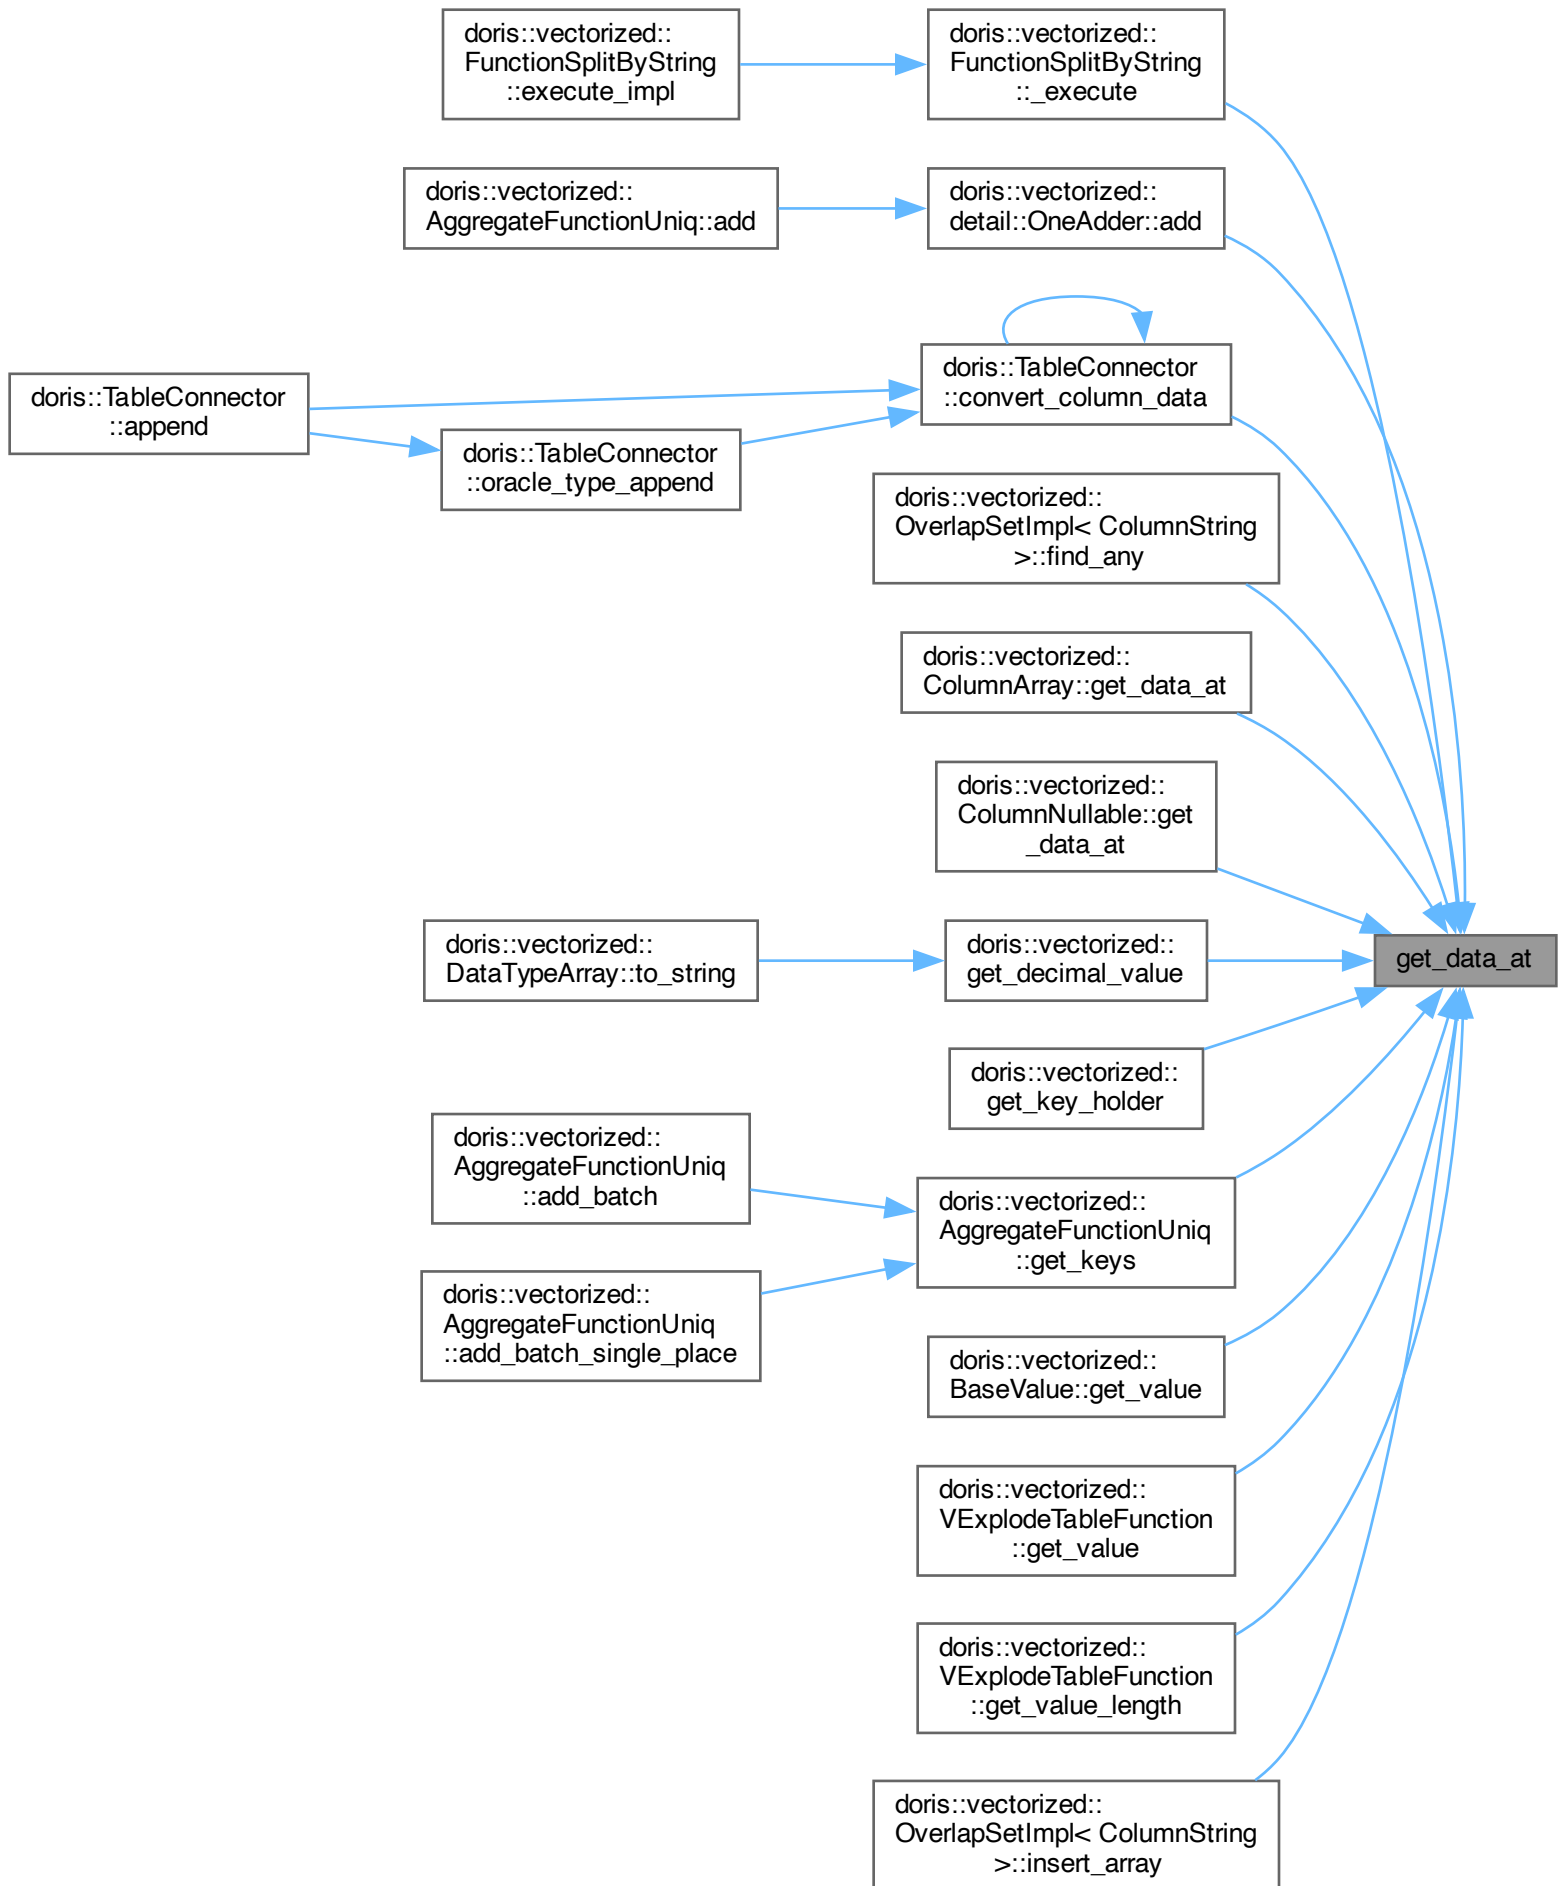 doris::vectorized::
FunctionSplitByString
::execute_impl
doris::vectorized::
FunctionSplitByString
::_execute
doris::vectorized::
AggregateFunctionUniq::add
doris::vectorized::
detail::OneAdder::add
doris::TableConnector
::append
doris::TableConnector
::oracle_type_append
doris::TableConnector
::convert_column_data
doris::vectorized::
OverlapSetImpl< ColumnString
>::find_any
doris::vectorized::
ColumnArray::get_data_at
doris::vectorized::
ColumnNullable::get
_data_at
doris::vectorized::
DataTypeArray::to_string
doris::vectorized::
get_decimal_value
get_data_at
doris::vectorized::
get_key_holder
doris::vectorized::
AggregateFunctionUniq
::add_batch
doris::vectorized::
AggregateFunctionUniq
::get_keys
doris::vectorized::
AggregateFunctionUniq
::add_batch_single_place
doris::vectorized::
BaseValue::get_value
doris::vectorized::
VExplodeTableFunction
::get_value
doris::vectorized::
VExplodeTableFunction
::get_value_length
doris::vectorized::
OverlapSetImpl< ColumnString
>::insert_array